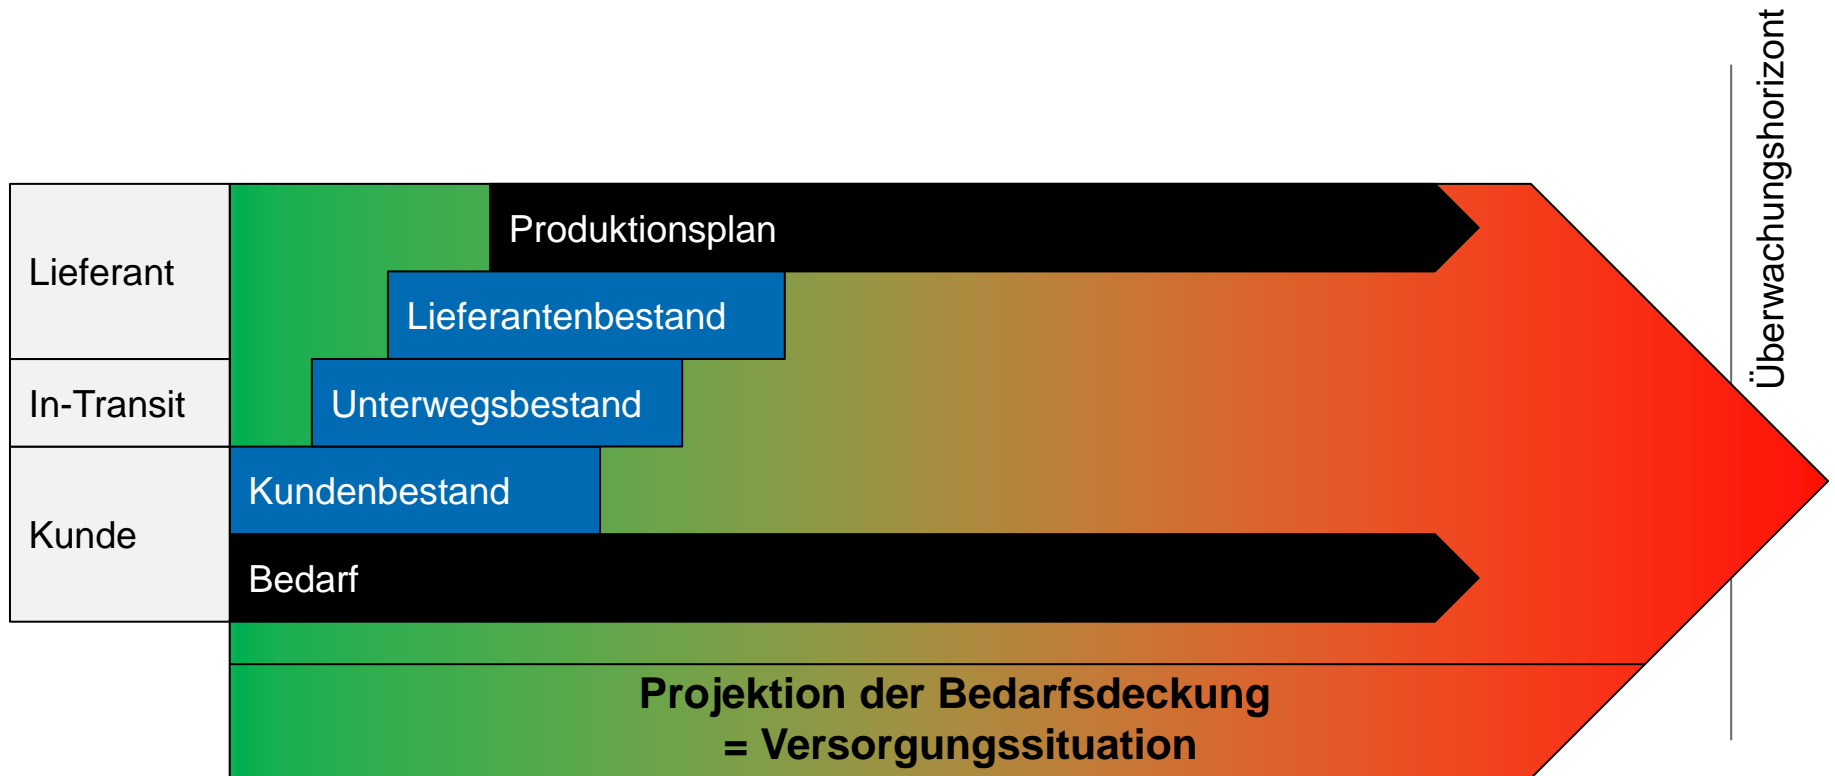 Überwachungshorizont
Lieferant
Produktionsplan
Lieferantenbestand
In-Transit
Unterwegsbestand
Kunde
Kundenbestand
Bedarf
Projektion der Bedarfsdeckung
= Versorgungssituation